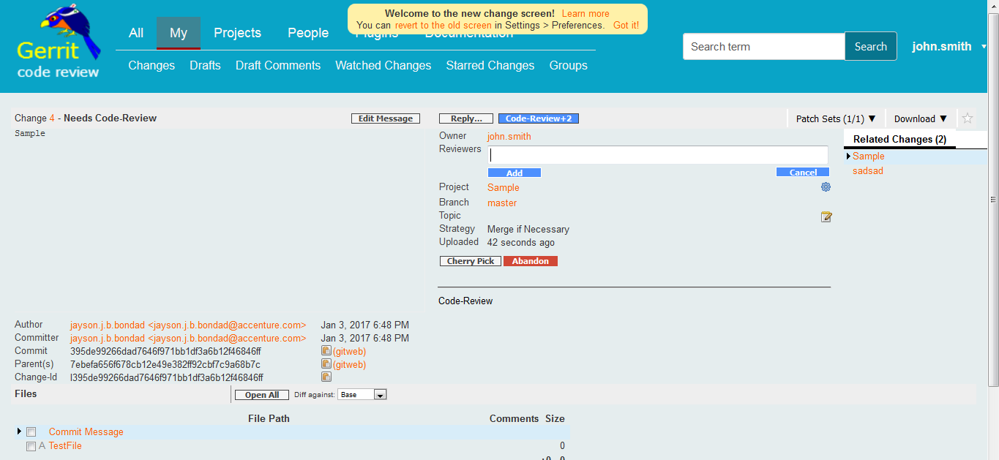 Welcome to the new change screen! Learn more
You can revert to the old screen in Settings > Preferences. Got it!
Gerrit
code review
All My Projects People Plugins Documentation
Changes Drafts Draft Comments Watched Changes Starred Changes Groups
Search term Search john.smith
Change 4 - Needs Code-Review Edit Message Reply... Code-Review+2 Patch Sets (1/1) ▼ Download ▼
Sample
Owner john.smith
Reviewers
Add Cancel
Project Sample
Branch master
Topic
Strategy Merge if Necessary
Uploaded 42 seconds ago
Cherry Pick Abandon
Code-Review
Related Changes (2)
Sample
sadsad
Author jayson.j.b.bondad <jayson.j.b.bondad@accenture.com> Jan 3, 2017 6:48 PM
Committer jayson.j.b.bondad <jayson.j.b.bondad@accenture.com> Jan 3, 2017 6:48 PM
Commit 395de99266dad7646f971bb1df3a6b12f46846ff (gitweb)
Parent(s) 7ebefa656f678cb12e49e382ff92cbf7c9a68b7c (gitweb)
Change-Id I395de99266dad7646f971bb1df3a6b12f46846ff
Files Open All Diff against: Base
File Path Comments Size
Commit Message
A TestFile 0